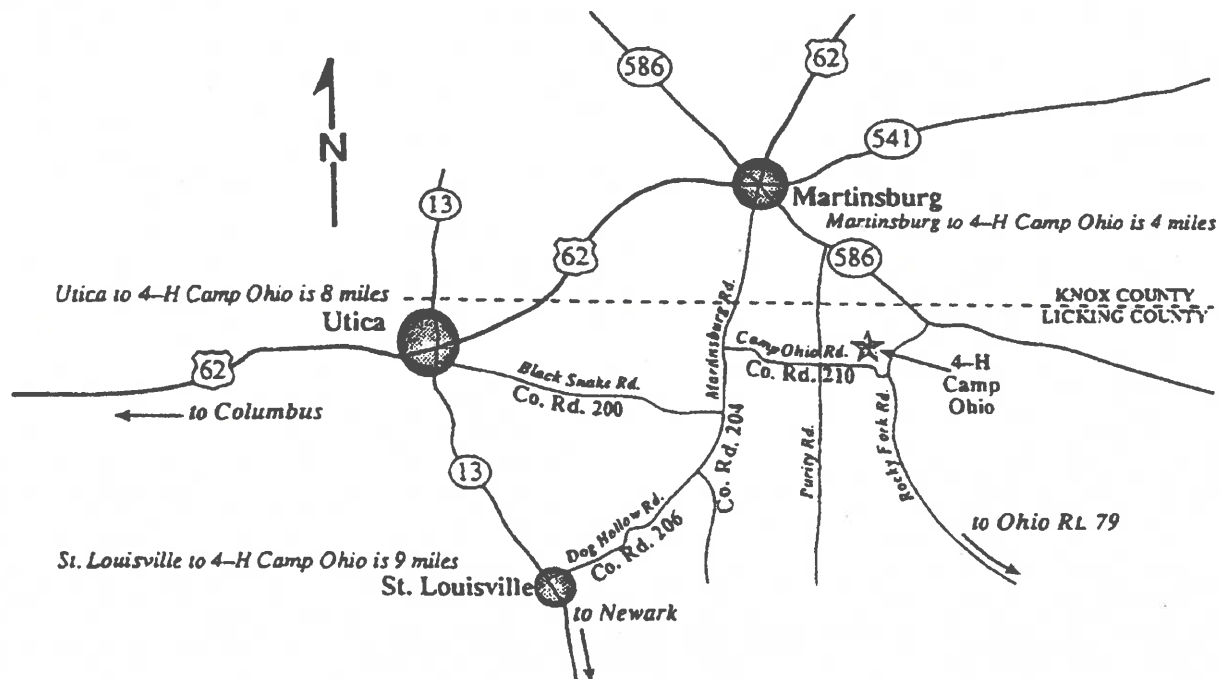 586
62
541
N
13
Martinsburg
Martinsburg to 4–H Camp Ohio is 4 miles
62
586
Utica to 4–H Camp Ohio is 8 miles
KNOX COUNTY
LICKING COUNTY
Utica
Martinsburg Rd.
Camp Ohio Rd.
Co. Rd. 210
4–H
Camp
Ohio
62
Black Snake Rd.
Co. Rd. 200
to Columbus
Co. Rd. 204
Purity Rd.
Rocky Fork Rd.
13
Dog Hollow Rd.
Co. Rd. 206
to Ohio Rt. 79
St. Louisville to 4–H Camp Ohio is 9 miles
St. Louisville
to Newark